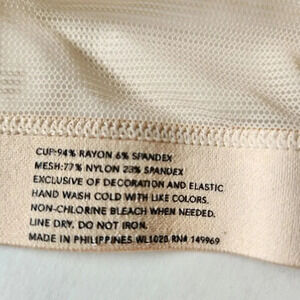 CUP:94% RAYON 6% SPANDEX
MESH:77% NYLON 23% SPANDEX
EXCLUSIVE OF DECORATION AND ELASTIC
HAND WASH COLD WITH LIKE COLORS.
NON-CHLORINE BLEACH WHEN NEEDED.
LINE DRY. DO NOT IRON.
MADE IN PHILIPPINES WL1028 RN# 149969